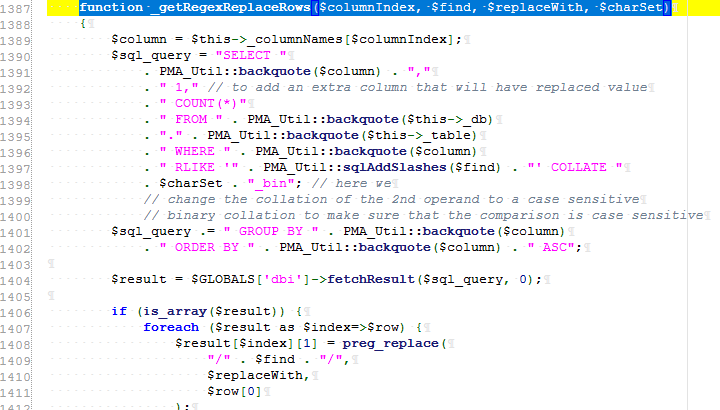 1387 function _getRegexReplaceRows($columnIndex, $find, $replaceWith, $charSet)¶
1388 {¶
1389 $column = $this->_columnNames[$columnIndex];¶
1390 $sql_query = "SELECT "¶
1391 . PMA_Util::backquote($column) . ","¶
1392 . " 1," // to add an extra column that will have replaced value¶
1393 . " COUNT(*)"¶
1394 . " FROM " . PMA_Util::backquote($this->_db)¶
1395 . "." . PMA_Util::backquote($this->_table)¶
1396 . " WHERE " . PMA_Util::backquote($column)¶
1397 . " RLIKE '" . PMA_Util::sqlAddSlashes($find) . "' COLLATE "¶
1398 . $charSet . "_bin"; // here we¶
1399 // change the collation of the 2nd operand to a case sensitive¶
1400 // binary collation to make sure that the comparison is case sensitive¶
1401 $sql_query .= " GROUP BY " . PMA_Util::backquote($column)¶
1402 . " ORDER BY " . PMA_Util::backquote($column) . " ASC";¶
1403 ¶
1404 $result = $GLOBALS['dbi']->fetchResult($sql_query, 0);¶
1405 ¶
1406 if (is_array($result)) {¶
1407 foreach ($result as $index=>$row) {¶
1408 $result[$index][1] = preg_replace(¶
1409 "/" . $find . "/",¶
1410 $replaceWith,¶
1411 $row[0]¶
1412 );¶